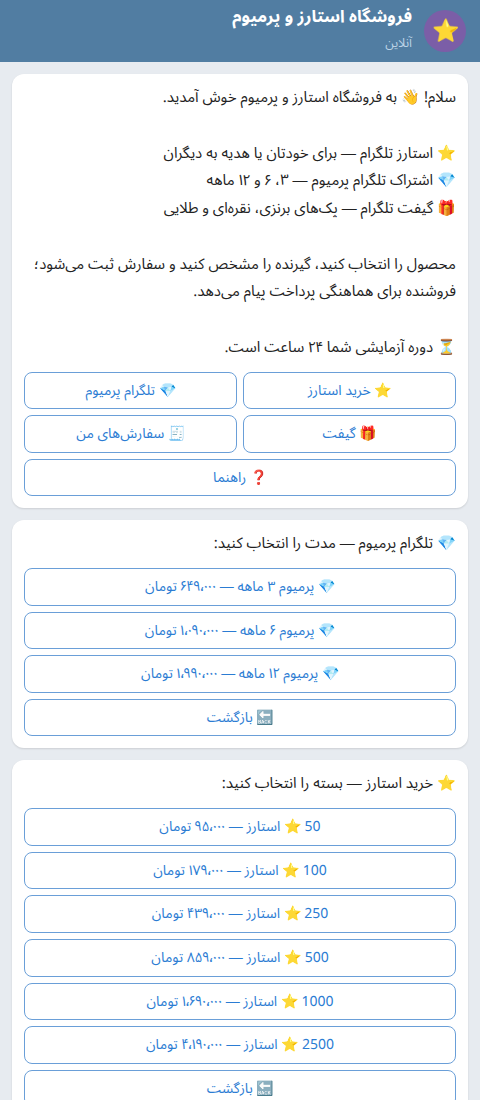 فروشگاه استارز و پرمیوم
آنلاین
سلام! 👋 به فروشگاه استارز و پرمیوم خوش آمدید.
⭐ استارز تلگرام — برای خودتان یا هدیه به دیگران
💎 اشتراک تلگرام پرمیوم — ۳، ۶ و ۱۲ ماهه
🎁 گیفت تلگرام — پک‌های برنزی، نقره‌ای و طلایی
محصول را انتخاب کنید، گیرنده را مشخص کنید و سفارش ثبت می‌شود؛
فروشنده برای هماهنگی پرداخت پیام می‌دهد.
⏳ دوره آزمایشی شما ۲۴ ساعت است.
⭐ خرید استارز
💎 تلگرام پرمیوم
🎁 گیفت
🧾 سفارش‌های من
❓ راهنما
💎 تلگرام پرمیوم — مدت را انتخاب کنید:
💎 پرمیوم ۳ ماهه — ۶۴۹،۰۰۰ تومان
💎 پرمیوم ۶ ماهه — ۱،۰۹۰،۰۰۰ تومان
💎 پرمیوم ۱۲ ماهه — ۱،۹۹۰،۰۰۰ تومان
🔙 بازگشت
⭐ خرید استارز — بسته را انتخاب کنید:
50 ⭐ استارز — ۹۵،۰۰۰ تومان
100 ⭐ استارز — ۱۷۹،۰۰۰ تومان
250 ⭐ استارز — ۴۳۹،۰۰۰ تومان
500 ⭐ استارز — ۸۵۹،۰۰۰ تومان
1000 ⭐ استارز — ۱،۶۹۰،۰۰۰ تومان
2500 ⭐ استارز — ۴،۱۹۰،۰۰۰ تومان
🔙 بازگشت